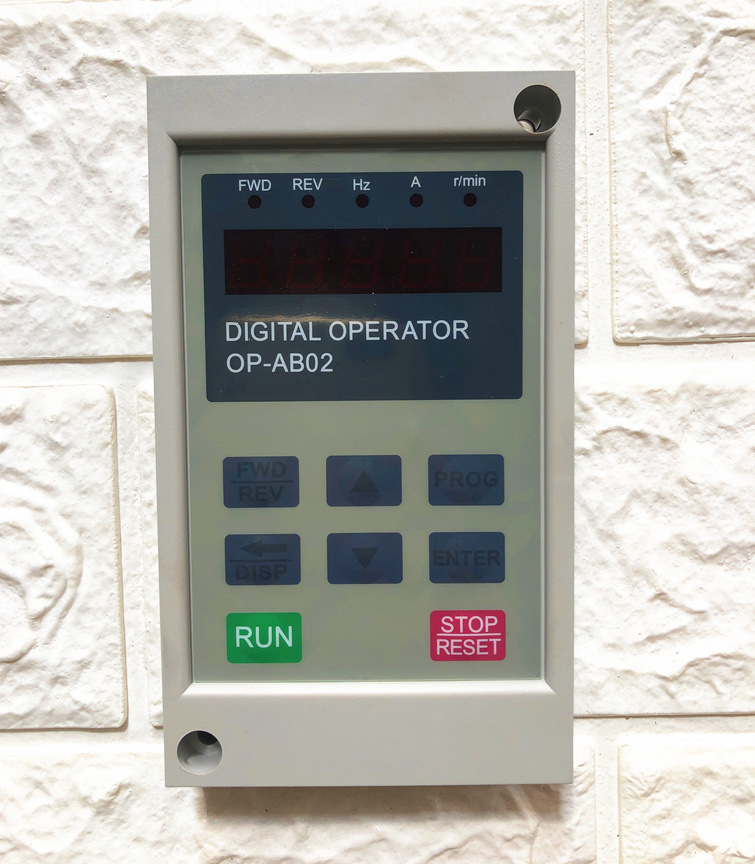 FWD REV Hz A r/min
DIGITAL OPERATOR
OP-AB02
FWD
REV
PROG
DISP
ENTER
RUN
STOP
RESET